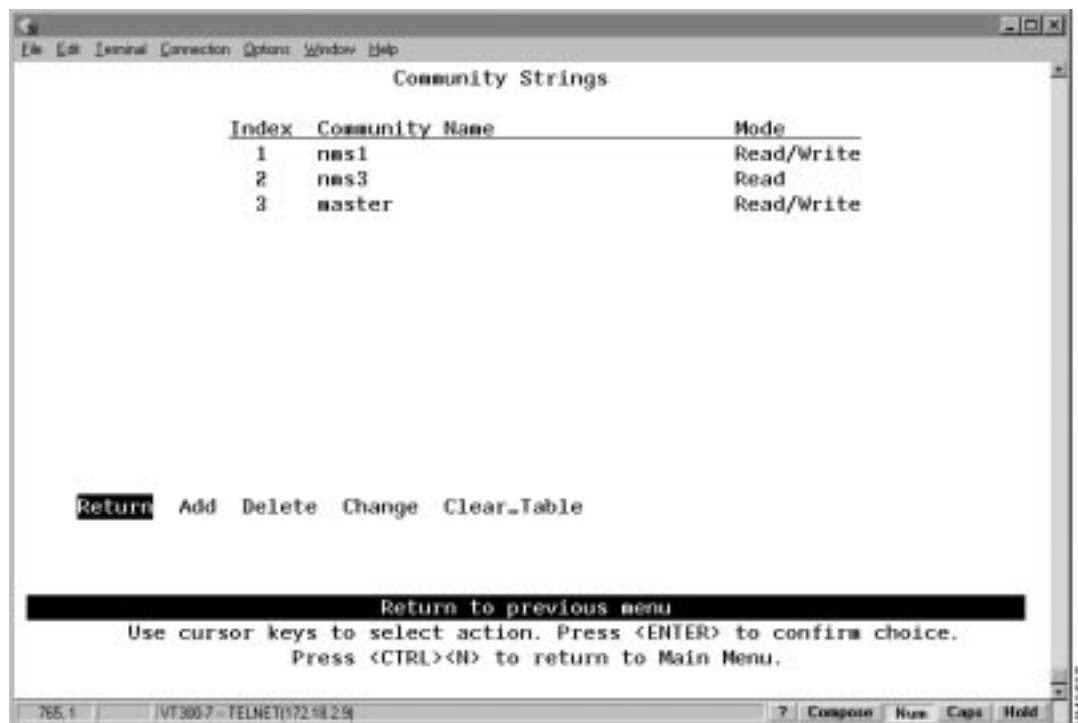 File Edit Terminal Connection Options Window Help
Community Strings
Index Community Name Mode
1 nms1 Read/Write
2 nms3 Read
3 master Read/Write
Return Add Delete Change Clear_Table
Return to previous menu
Use cursor keys to select action. Press <ENTER> to confirm choice.
Press <CTRL><N> to return to Main Menu.
765, 1 VT300-7 -- TELNET(172.18.2.9) ? Compose Num Caps Hold